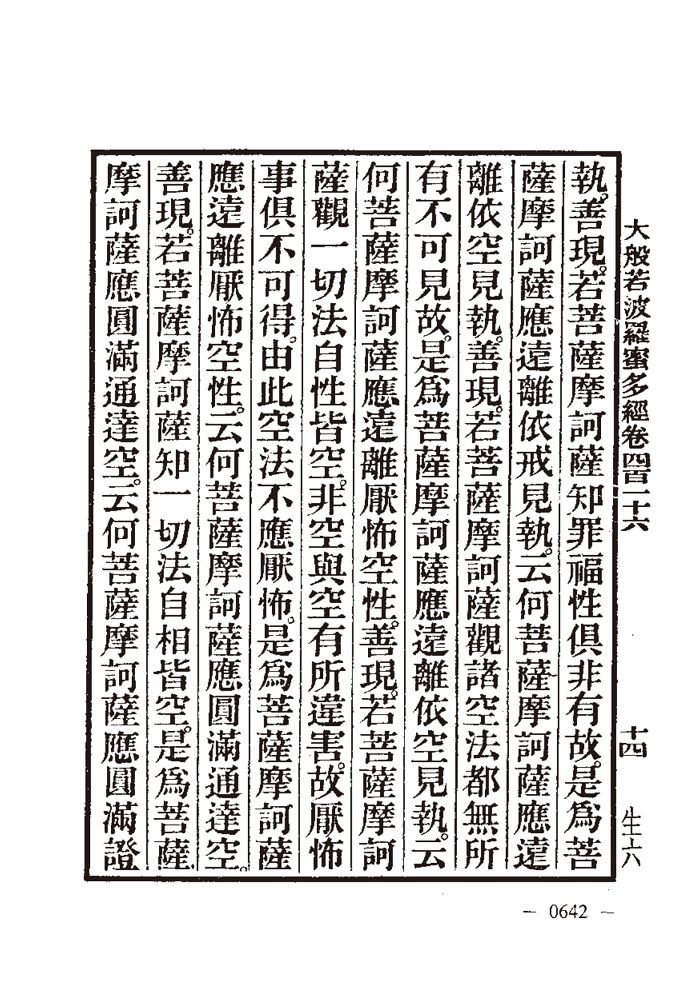 執。善現。若菩薩摩訶薩知罪福性俱非有故。是為菩
薩摩訶薩應遠離依戒見執。云何菩薩摩訶薩應遠
離依空見執。善現。若菩薩摩訶薩觀諸空法都無所
有不可見故。是為菩薩摩訶薩應遠離依空見執。云
何菩薩摩訶薩應遠離厭怖空性。善現。若菩薩摩訶
薩觀一切法自性皆空。非空與空有所違害。故厭怖
事俱不可得。由此空法不應厭怖。是為菩薩摩訶薩
應遠離厭怖空性。云何菩薩摩訶薩應圓滿通達空。
善現。若菩薩摩訶薩知一切法自相皆空。是為菩薩
摩訶薩應圓滿通達空。云何菩薩摩訶薩應圓滿證
大般若波羅蜜多經卷四百一十六
十四
生六
— 0642 —